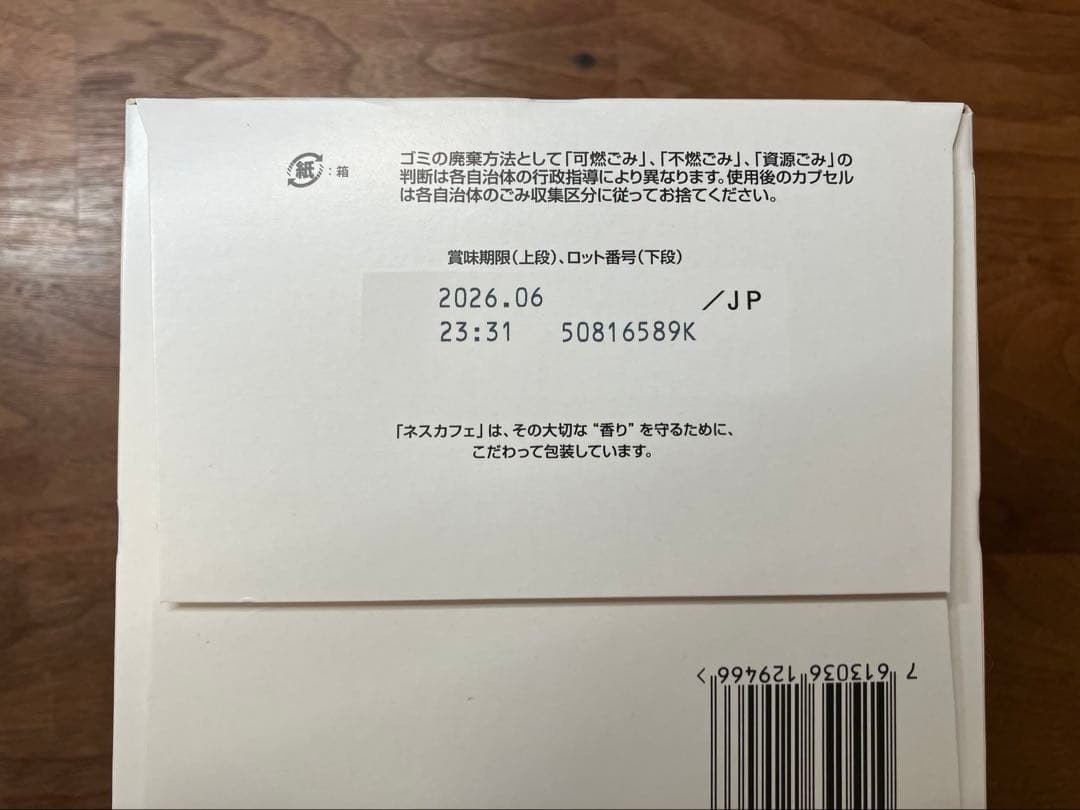 紙：箱
ゴミの廃棄方法として「可燃ごみ」、「不燃ごみ」、「資源ごみ」の
判断は各自治体の行政指導により異なります。使用後のカプセル
は各自治体のごみ収集区分に従ってお捨てください。
賞味期限（上段）、ロット番号（下段）
2026.06 ／JP
23:31 50816589K
「ネスカフェ」は、その大切な“香り”を守るために、
こだわって包装しています。
7 613036 129466 >